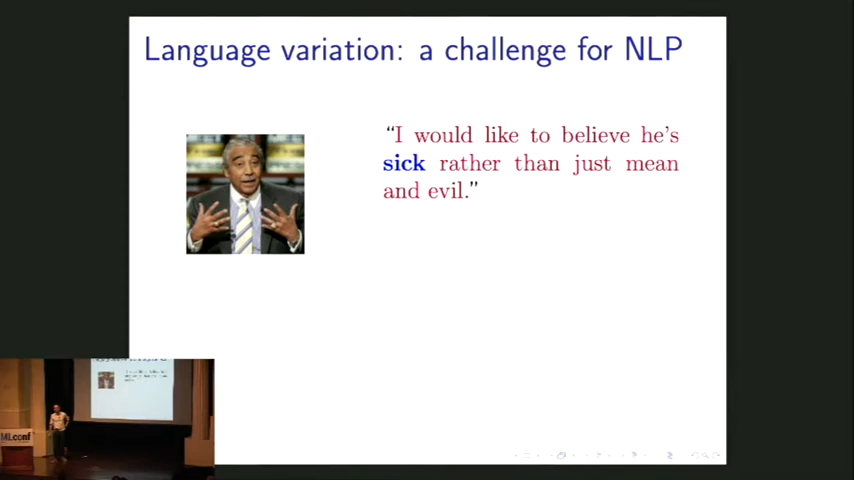 Language variation: a challenge for NLP
“I would like to believe he’s
sick rather than just mean
and evil.”
MLconf